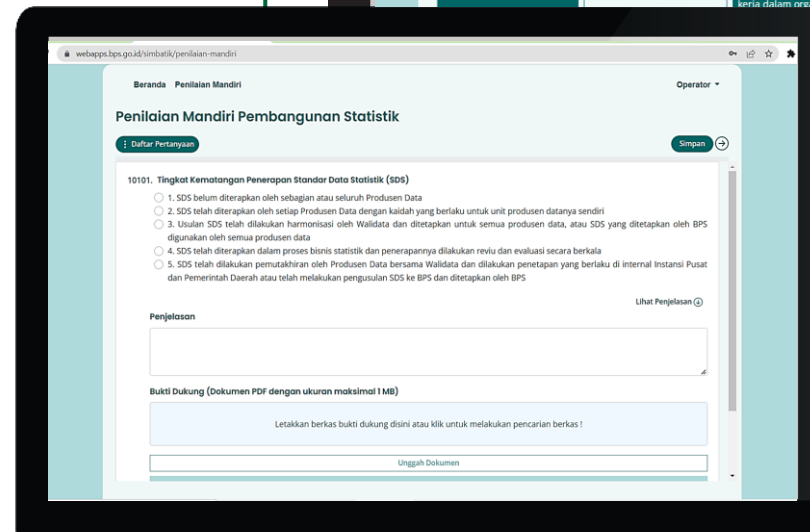 kerja dalam orga
webapps.bps.go.id/simbatik/penilaian-mandiri
Beranda Penilaian Mandiri Operator
Penilaian Mandiri Pembangunan Statistik
Daftar Pertanyaan Simpan
10101. Tingkat Kematangan Penerapan Standar Data Statistik (SDS)
1. SDS belum diterapkan oleh sebagian atau seluruh Produsen Data
2. SDS telah diterapkan oleh setiap Produsen Data dengan kaidah yang berlaku untuk unit produsen datanya sendiri
3. Usulan SDS telah dilakukan harmonisasi oleh Walidata dan ditetapkan untuk semua produsen data, atau SDS yang ditetapkan oleh BPS
digunakan oleh semua produsen data
4. SDS telah diterapkan dalam proses bisnis statistik dan penerapannya dilakukan reviu dan evaluasi secara berkala
5. SDS telah dilakukan pemutakhiran oleh Produsen Data bersama Walidata dan dilakukan penetapan yang berlaku di internal Instansi Pusat
dan Pemerintah Daerah atau telah melakukan pengusulan SDS ke BPS dan ditetapkan oleh BPS
Lihat Penjelasan
Penjelasan
Bukti Dukung (Dokumen PDF dengan ukuran maksimal 1 MB)
Letakkan berkas bukti dukung disini atau klik untuk melakukan pencarian berkas !
Unggah Dokumen